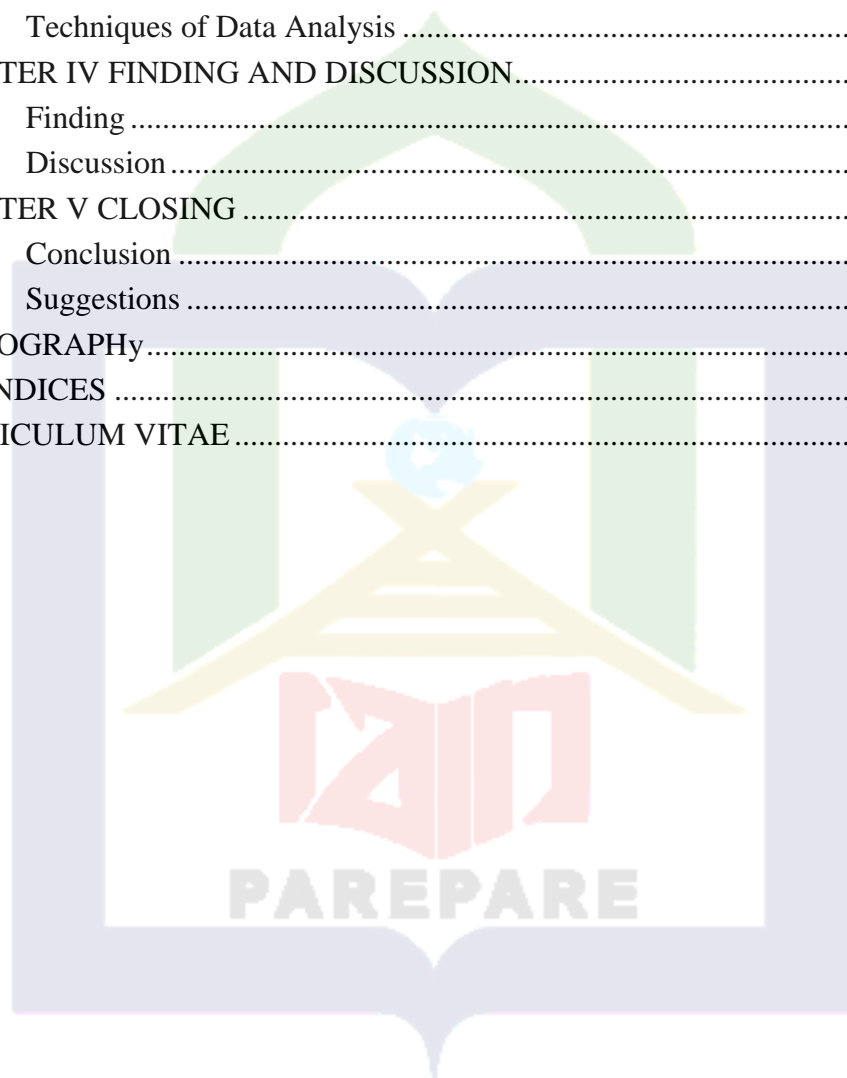 Techniques of Data Analysis ........................................................
TER IV FINDING AND DISCUSSION..........................................
Finding ...........................................................................................
Discussion ......................................................................................
TER V CLOSING ............................................................................
Conclusion .....................................................................................
Suggestions ....................................................................................
OGRAPHy........................................................................................
NDICES ...........................................................................................
ICULUM VITAE .............................................................................
iain
PAREPARE